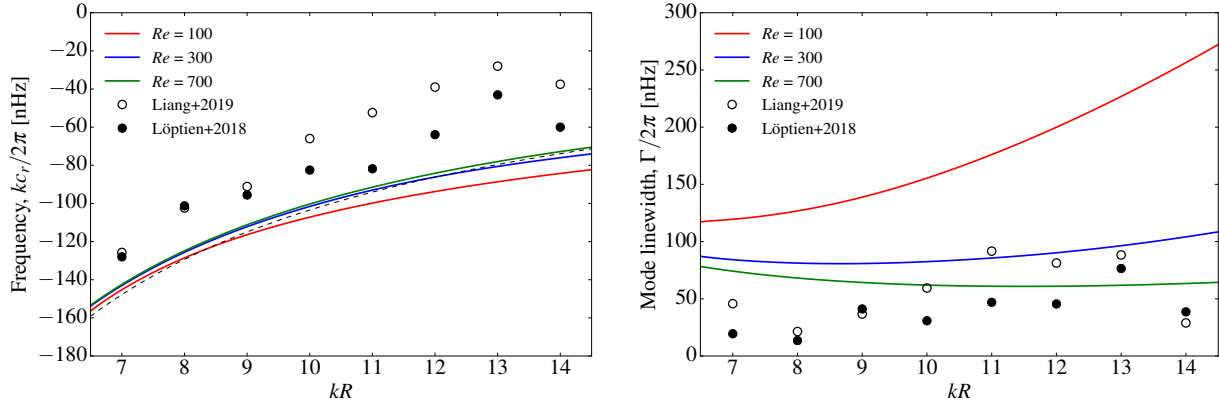 0
−20
−40
−60
−80
−100
−120
−140
−160
−180
Frequency, kc_r/2π [nHz]
Re = 100
Re = 300
Re = 700
Liang+2019
Löptien+2018
7 8 9 10 11 12 13 14
kR
300
250
200
150
100
50
0
Mode linewidth, Γ/2π [nHz]
Re = 100
Re = 300
Re = 700
Liang+2019
Löptien+2018
7 8 9 10 11 12 13 14
kR